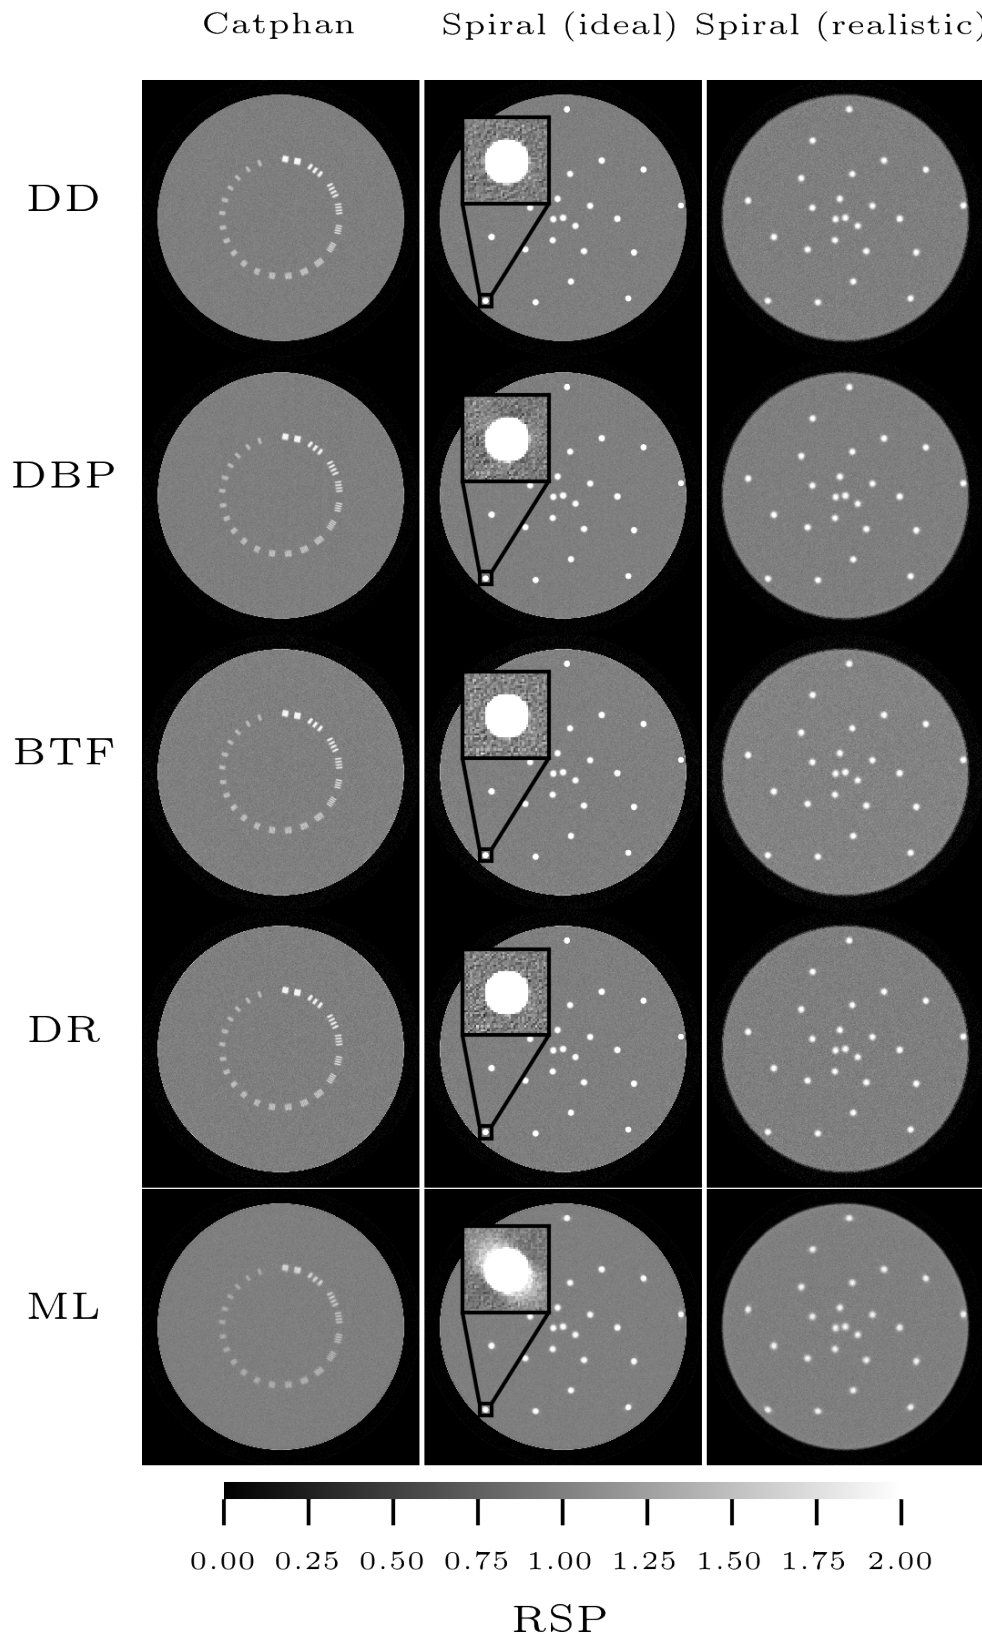 Catphan Spiral (ideal) Spiral (realistic)
DD
DBP
BTF
DR
ML
0.00 0.25 0.50 0.75 1.00 1.25 1.50 1.75 2.00
RSP